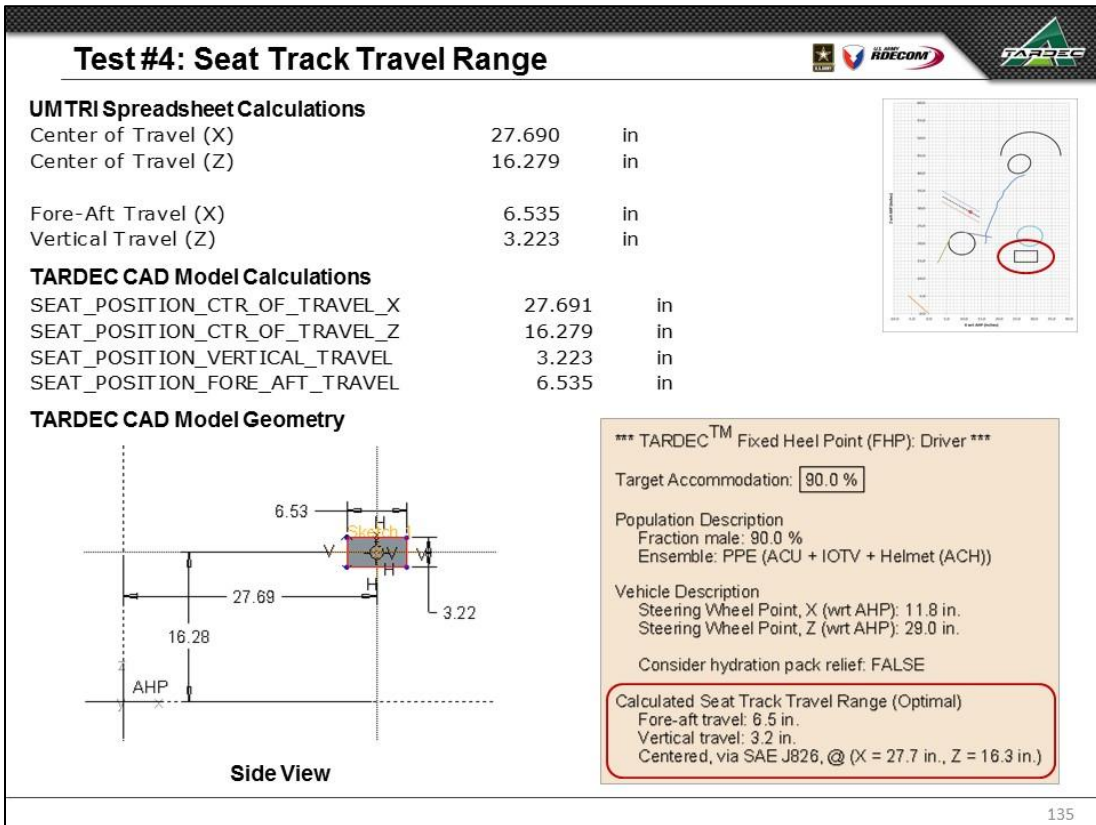 Test #4: Seat Track Travel Range
U.S. ARMY
RDECOM
TARDEC
UMTRI Spreadsheet Calculations
Center of Travel (X) 27.690 in
Center of Travel (Z) 16.279 in
Fore-Aft Travel (X) 6.535 in
Vertical Travel (Z) 3.223 in
TARDEC CAD Model Calculations
SEAT_POSITION_CTR_OF_TRAVEL_X 27.691 in
SEAT_POSITION_CTR_OF_TRAVEL_Z 16.279 in
SEAT_POSITION_VERTICAL_TRAVEL 3.223 in
SEAT_POSITION_FORE_AFT_TRAVEL 6.535 in
TARDEC CAD Model Geometry
6.53
H
Sketch 1
V V V
H
H
27.69
3.22
16.28
z
AHP
y x
Side View
*** TARDEC™ Fixed Heel Point (FHP): Driver ***
Target Accommodation: 90.0 %
Population Description
Fraction male: 90.0 %
Ensemble: PPE (ACU + IOTV + Helmet (ACH))
Vehicle Description
Steering Wheel Point, X (wrt AHP): 11.8 in.
Steering Wheel Point, Z (wrt AHP): 29.0 in.
Consider hydration pack relief: FALSE
Calculated Seat Track Travel Range (Optimal)
Fore-aft travel: 6.5 in.
Vertical travel: 3.2 in.
Centered, via SAE J826, @ (X = 27.7 in., Z = 16.3 in.)
135